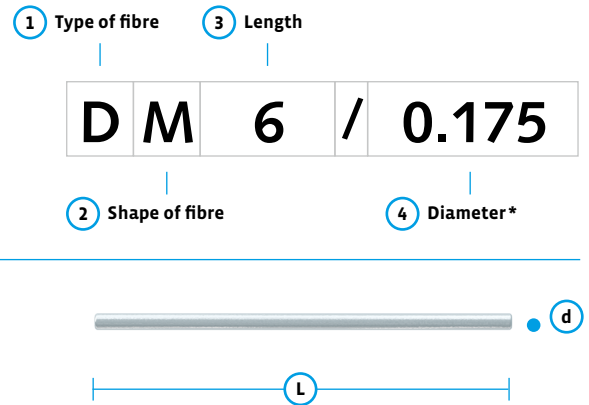 1 Type of fibre 3 Length
D M 6 / 0.175
2 Shape of fibre 4 Diameter*
d
L